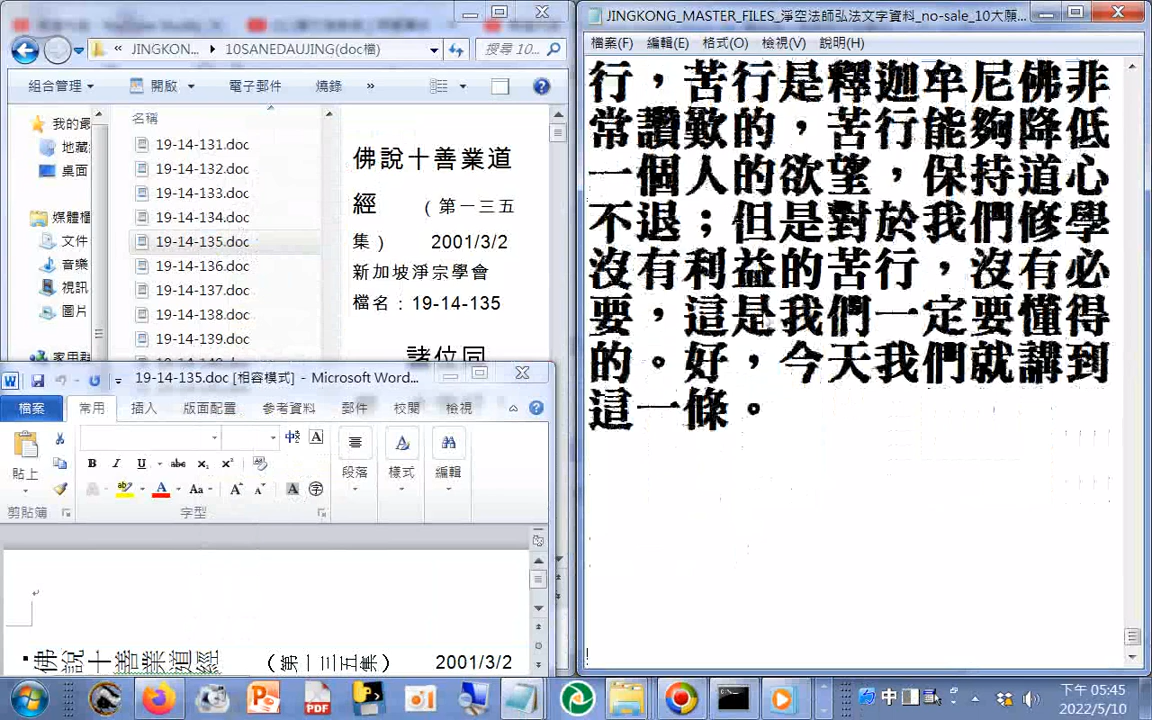 JINGKON...
10SANEDAUJING(doc檔)
搜尋 10...
組合管理
開啟
電子郵件
燒錄
»
我的最
地藏
桌面
媒體櫃
文件
音樂
視訊
圖片
名稱
19-14-131.doc
19-14-132.doc
19-14-133.doc
19-14-134.doc
19-14-135.doc
19-14-136.doc
19-14-137.doc
19-14-138.doc
19-14-139.doc
佛說十善業道
經 （第一三五
集） 2001/3/2
新加坡淨宗學會
檔名：19-14-135
諸位同
19-14-135.doc [相容模式] - Microsoft Word...
檔案
常用
插入
版面配置
參考資料
郵件
校閱
檢視
貼上
剪貼簿
字型
段落
樣式
編輯
佛說十善業道經 （第一三五集） 2001/3/2
JINGKONG_MASTER_FILES_淨空法師弘法文字資料_no-sale_10大願...
檔案(F) 編輯(E) 格式(O) 檢視(V) 說明(H)
行，苦行是釋迦牟尼佛非
常讚歎的，苦行能夠降低
一個人的欲望，保持道心
不退；但是對於我們修學
沒有利益的苦行，沒有必
要，這是我們一定要懂得
的。好，今天我們就講到
這一條。
中
下午 05:45
2022/5/10